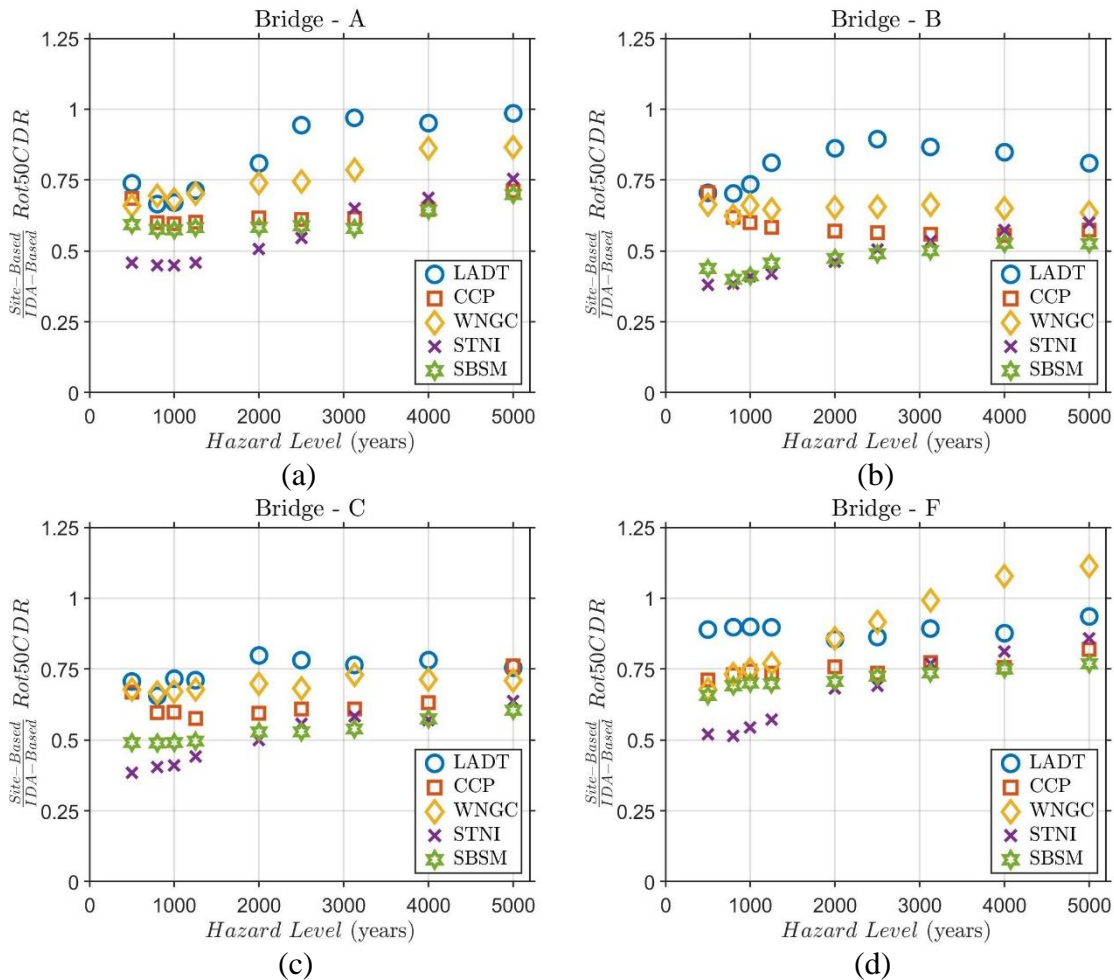 Bridge - A
1.25
1
0.75
0.5
0.25
0
Site-Based
IDA-Based
Rot50CDR
LADT
CCP
WNGC
STNI
SBSM
0 1000 2000 3000 4000 5000
Hazard Level (years)
(a)
Bridge - B
1.25
1
0.75
0.5
0.25
0
Site-Based
IDA-Based
Rot50CDR
LADT
CCP
WNGC
STNI
SBSM
0 1000 2000 3000 4000 5000
Hazard Level (years)
(b)
Bridge - C
1.25
1
0.75
0.5
0.25
0
Site-Based
IDA-Based
Rot50CDR
LADT
CCP
WNGC
STNI
SBSM
0 1000 2000 3000 4000 5000
Hazard Level (years)
(c)
Bridge - F
1.25
1
0.75
0.5
0.25
0
Site-Based
IDA-Based
Rot50CDR
LADT
CCP
WNGC
STNI
SBSM
0 1000 2000 3000 4000 5000
Hazard Level (years)
(d)